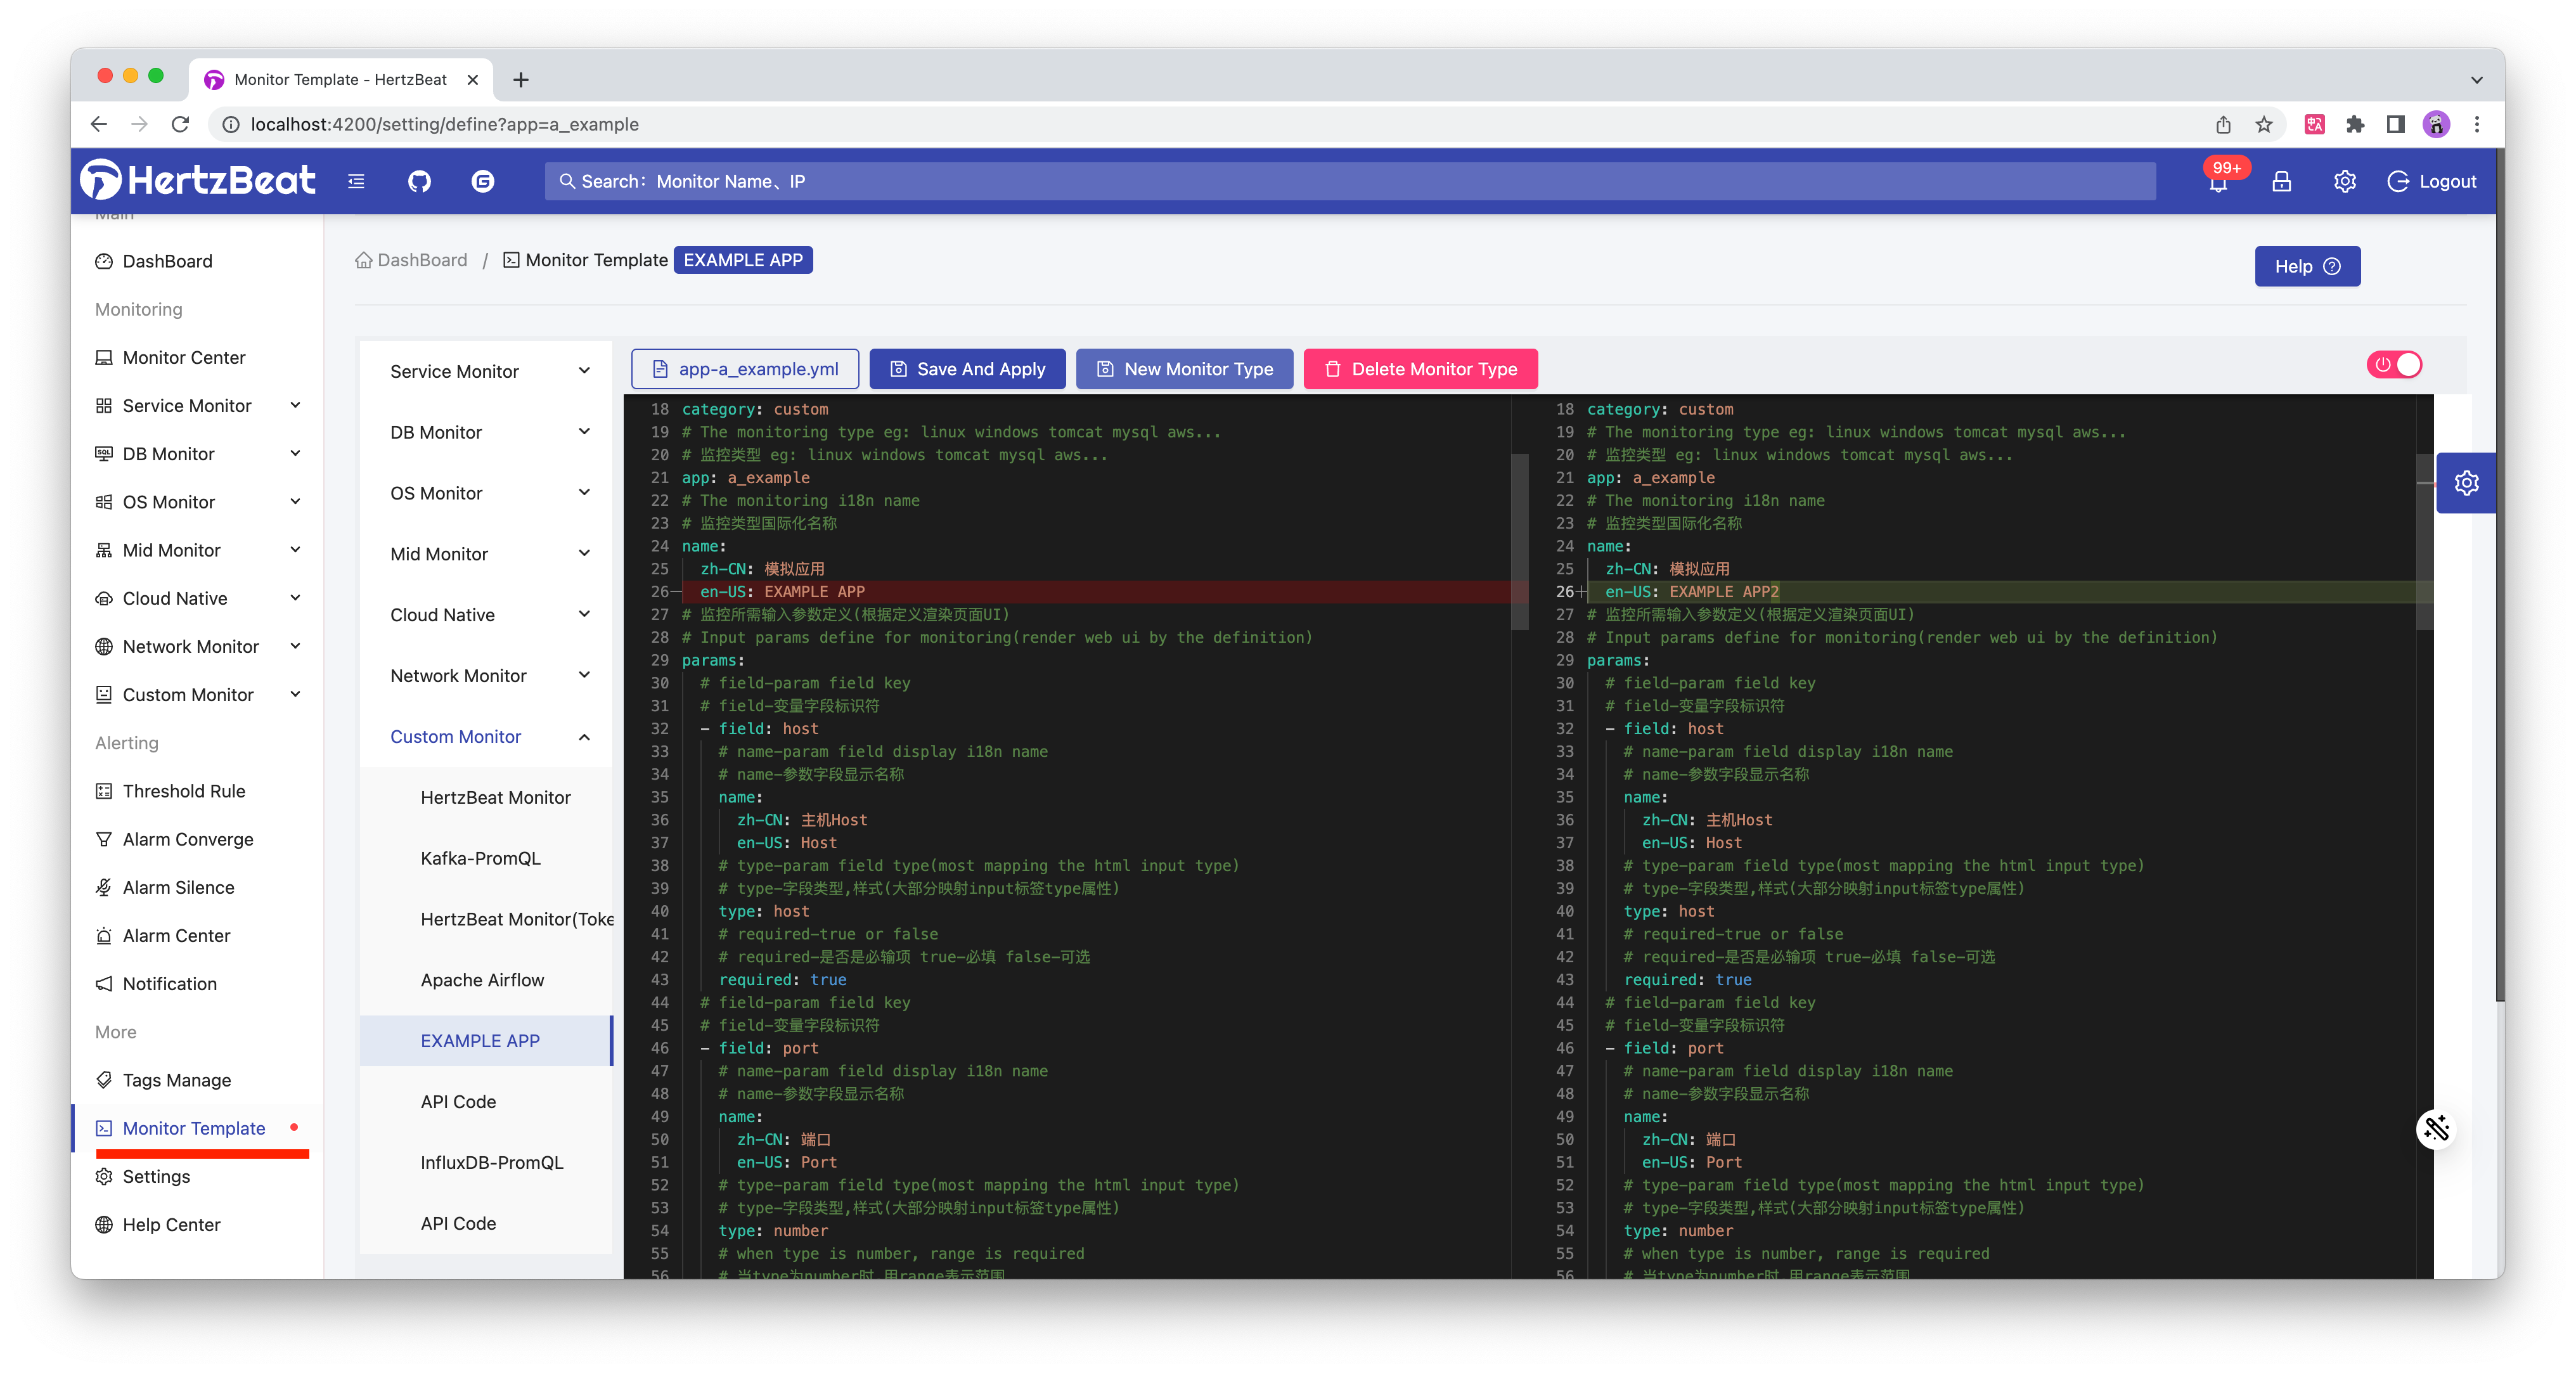 Monitor Template - HertzBeat
localhost:4200/setting/define?app=a_example
HertzBeat
Search：Monitor Name、IP
99+
Logout
Main
DashBoard
Monitoring
Monitor Center
Service Monitor
DB Monitor
OS Monitor
Mid Monitor
Cloud Native
Network Monitor
Custom Monitor
Alerting
Threshold Rule
Alarm Converge
Alarm Silence
Alarm Center
Notification
More
Tags Manage
Monitor Template
Settings
Help Center
DashBoard / Monitor Template EXAMPLE APP
Help
Service Monitor
DB Monitor
OS Monitor
Mid Monitor
Cloud Native
Network Monitor
Custom Monitor
HertzBeat Monitor
Kafka-PromQL
HertzBeat Monitor(Toke
Apache Airflow
EXAMPLE APP
API Code
InfluxDB-PromQL
API Code
app-a_example.yml Save And Apply New Monitor Type Delete Monitor Type
18 category: custom
19 # The monitoring type eg: linux windows tomcat mysql aws...
20 # 监控类型 eg: linux windows tomcat mysql aws...
21 app: a_example
22 # The monitoring i18n name
23 # 监控类型国际化名称
24 name:
25 zh-CN: 模拟应用
26— en-US: EXAMPLE APP
27 # 监控所需输入参数定义(根据定义渲染页面UI)
28 # Input params define for monitoring(render web ui by the definition)
29 params:
30 # field-param field key
31 # field-变量字段标识符
32 - field: host
33 # name-param field display i18n name
34 # name-参数字段显示名称
35 name:
36 zh-CN: 主机Host
37 en-US: Host
38 # type-param field type(most mapping the html input type)
39 # type-字段类型,样式(大部分映射input标签type属性)
40 type: host
41 # required-true or false
42 # required-是否是必输项 true-必填 false-可选
43 required: true
44 # field-param field key
45 # field-变量字段标识符
46 - field: port
47 # name-param field display i18n name
48 # name-参数字段显示名称
49 name:
50 zh-CN: 端口
51 en-US: Port
52 # type-param field type(most mapping the html input type)
53 # type-字段类型,样式(大部分映射input标签type属性)
54 type: number
55 # when type is number, range is required
56 # 当type为number时,用range表示范围
18 category: custom
19 # The monitoring type eg: linux windows tomcat mysql aws...
20 # 监控类型 eg: linux windows tomcat mysql aws...
21 app: a_example
22 # The monitoring i18n name
23 # 监控类型国际化名称
24 name:
25 zh-CN: 模拟应用
26+ en-US: EXAMPLE APP2
27 # 监控所需输入参数定义(根据定义渲染页面UI)
28 # Input params define for monitoring(render web ui by the definition)
29 params:
30 # field-param field key
31 # field-变量字段标识符
32 - field: host
33 # name-param field display i18n name
34 # name-参数字段显示名称
35 name:
36 zh-CN: 主机Host
37 en-US: Host
38 # type-param field type(most mapping the html input type)
39 # type-字段类型,样式(大部分映射input标签type属性)
40 type: host
41 # required-true or false
42 # required-是否是必输项 true-必填 false-可选
43 required: true
44 # field-param field key
45 # field-变量字段标识符
46 - field: port
47 # name-param field display i18n name
48 # name-参数字段显示名称
49 name:
50 zh-CN: 端口
51 en-US: Port
52 # type-param field type(most mapping the html input type)
53 # type-字段类型,样式(大部分映射input标签type属性)
54 type: number
55 # when type is number, range is required
56 # 当type为number时,用range表示范围